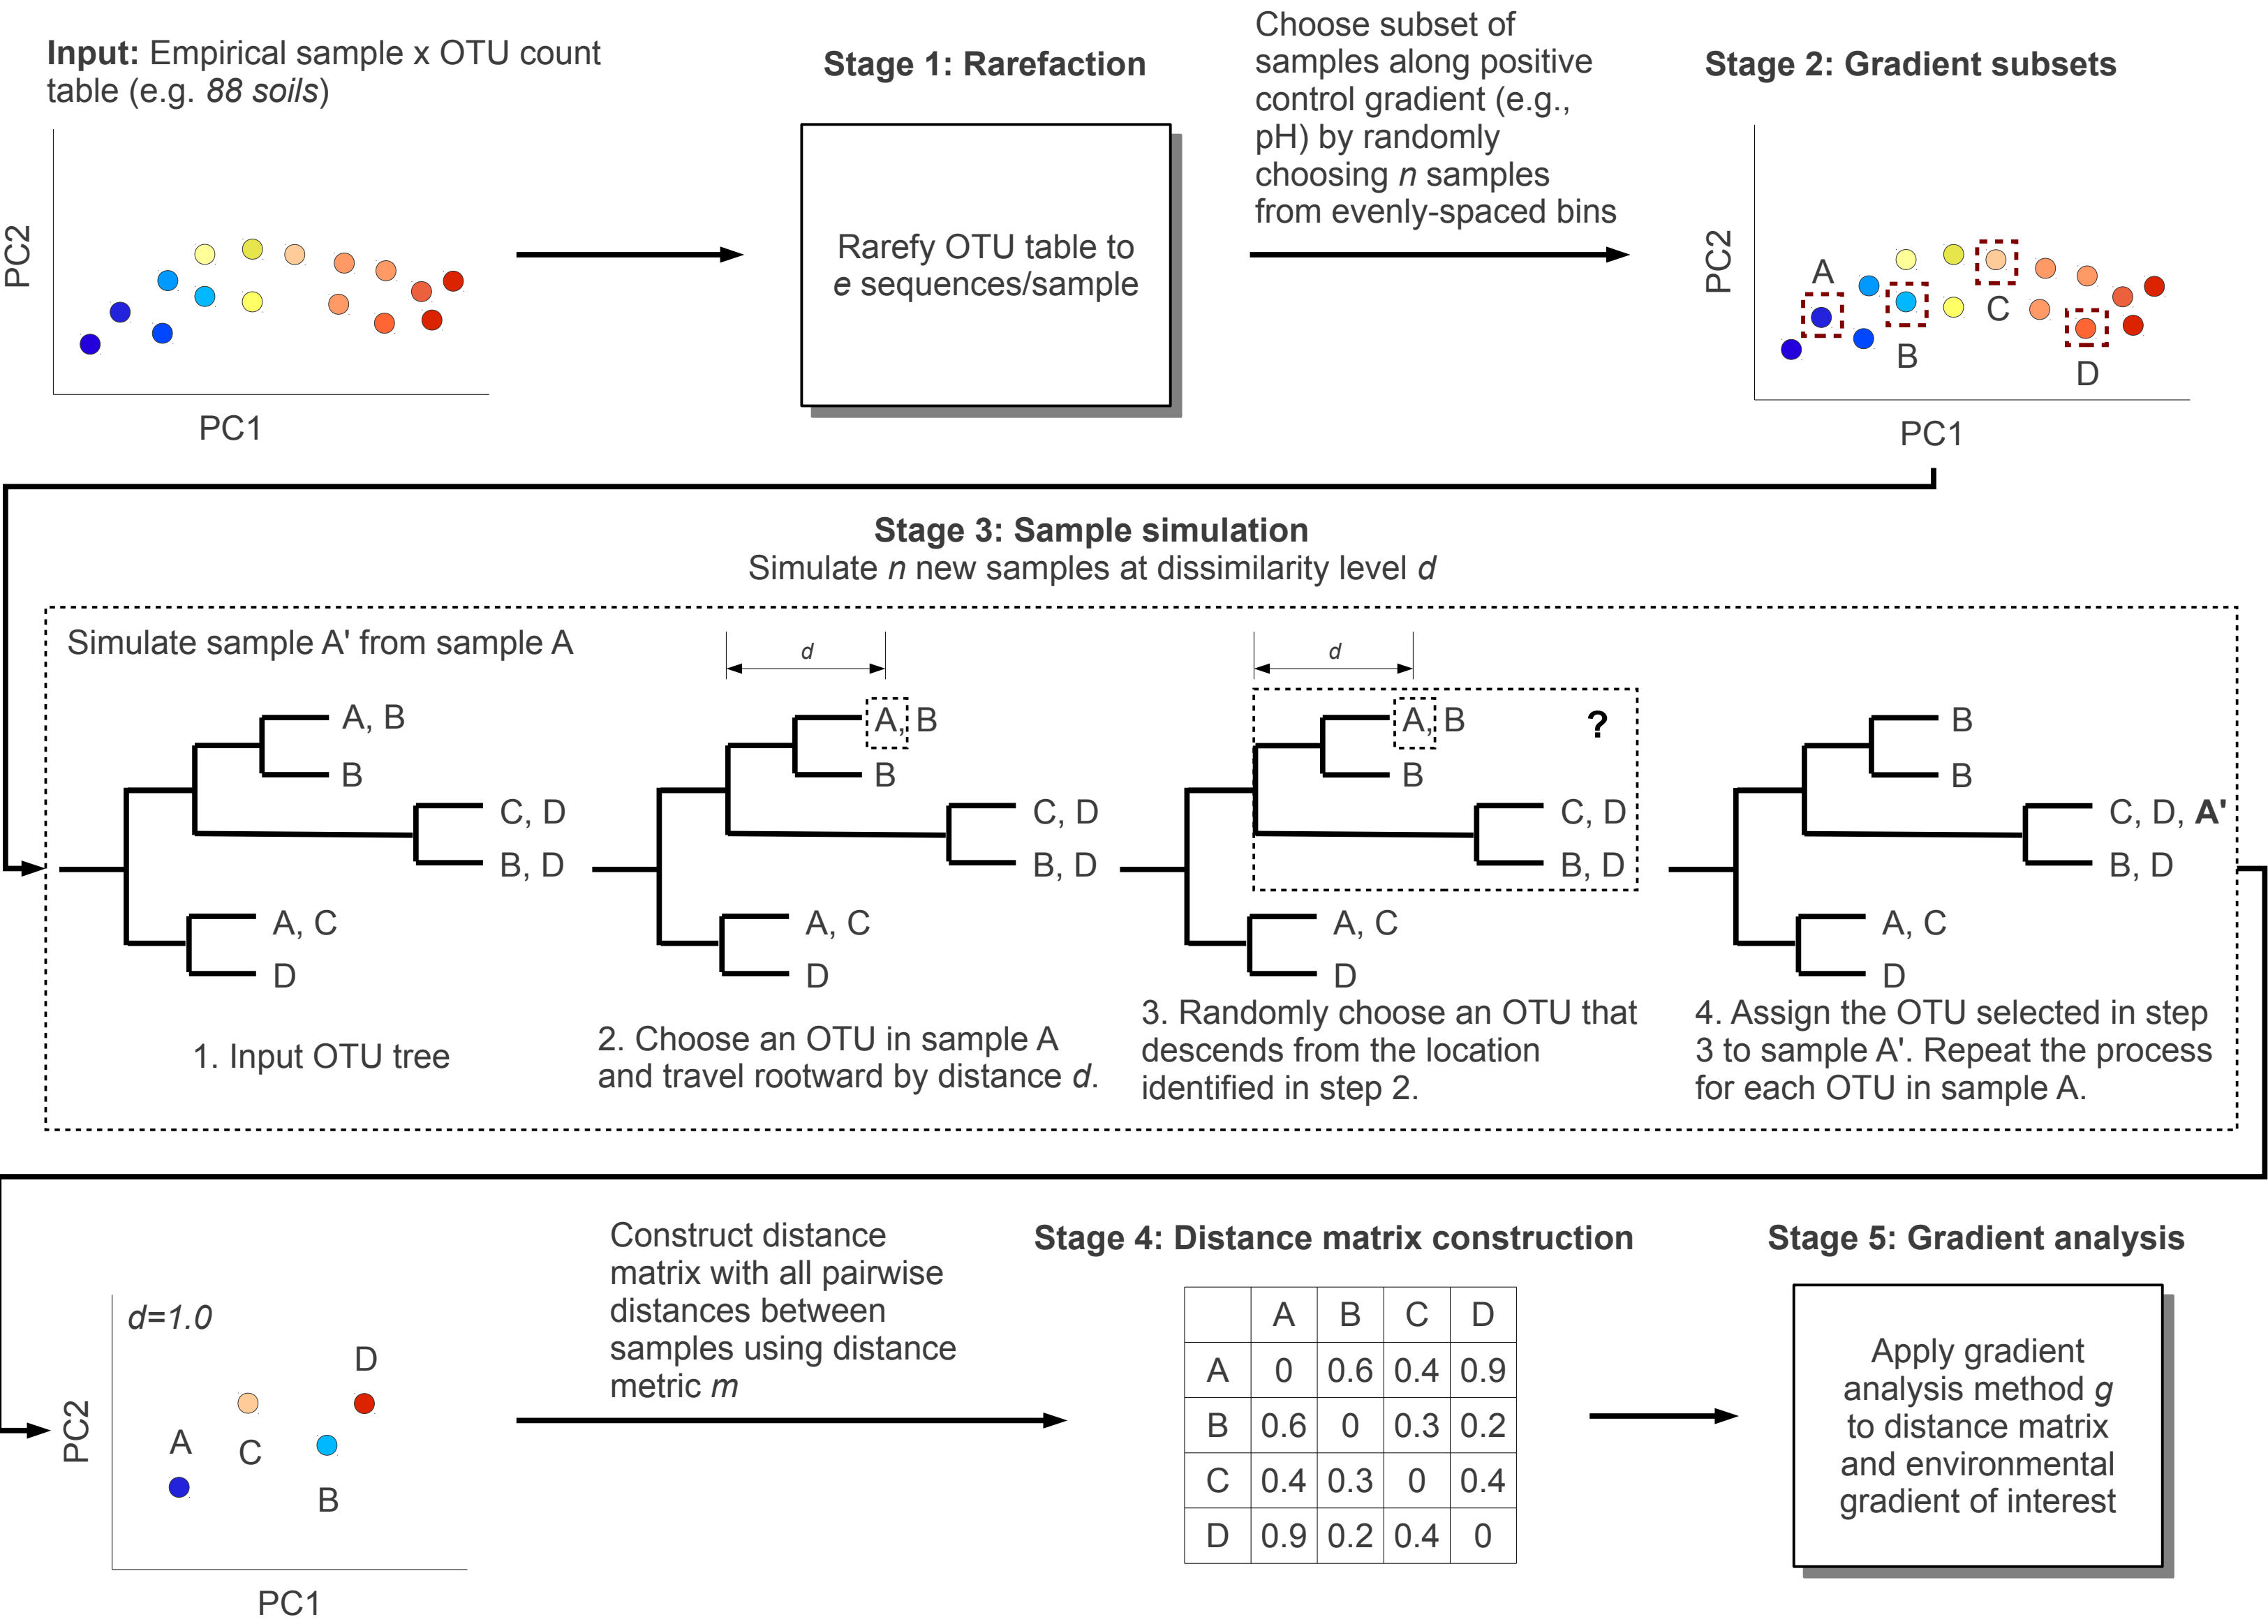 Input: Empirical sample x OTU count
table (e.g. 88 soils)
PC2
PC1
Stage 1: Rarefaction
Rarefy OTU table to
e sequences/sample
Choose subset of
samples along positive
control gradient (e.g.,
pH) by randomly
choosing n samples
from evenly-spaced bins
Stage 2: Gradient subsets
PC2
A
B
C
D
PC1
Stage 3: Sample simulation
Simulate n new samples at dissimilarity level d
Simulate sample A' from sample A
A, B
B
C, D
B, D
A, C
D
1. Input OTU tree
d
A, B
B
C, D
B, D
A, C
D
2. Choose an OTU in sample A
and travel rootward by distance d.
d
A, B
?
B
C, D
B, D
A, C
D
3. Randomly choose an OTU that
descends from the location
identified in step 2.
B
B
C, D, A'
B, D
A, C
D
4. Assign the OTU selected in step
3 to sample A'. Repeat the process
for each OTU in sample A.
d=1.0
PC2
A
C
D
B
PC1
Construct distance
matrix with all pairwise
distances between
samples using distance
metric m
Stage 4: Distance matrix construction
A B C D
A 0 0.6 0.4 0.9
B 0.6 0 0.3 0.2
C 0.4 0.3 0 0.4
D 0.9 0.2 0.4 0
Stage 5: Gradient analysis
Apply gradient
analysis method g
to distance matrix
and environmental
gradient of interest